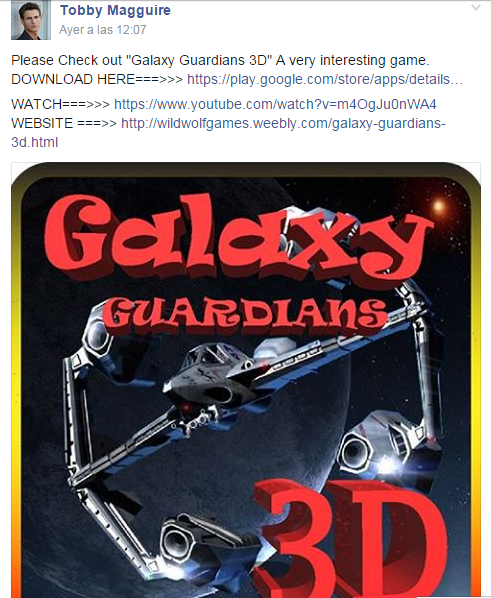 Tobby Magguire
Ayer a las 12:07
Please Check out "Galaxy Guardians 3D" A very interesting game.
DOWNLOAD HERE===>>> https://play.google.com/store/apps/details…
WATCH===>>> https://www.youtube.com/watch?v=m4OgJu0nWA4
WEBSITE ===>> http://wildwolfgames.weebly.com/galaxy-guardians-
3d.html
Galaxy
GUARDIANS
3D